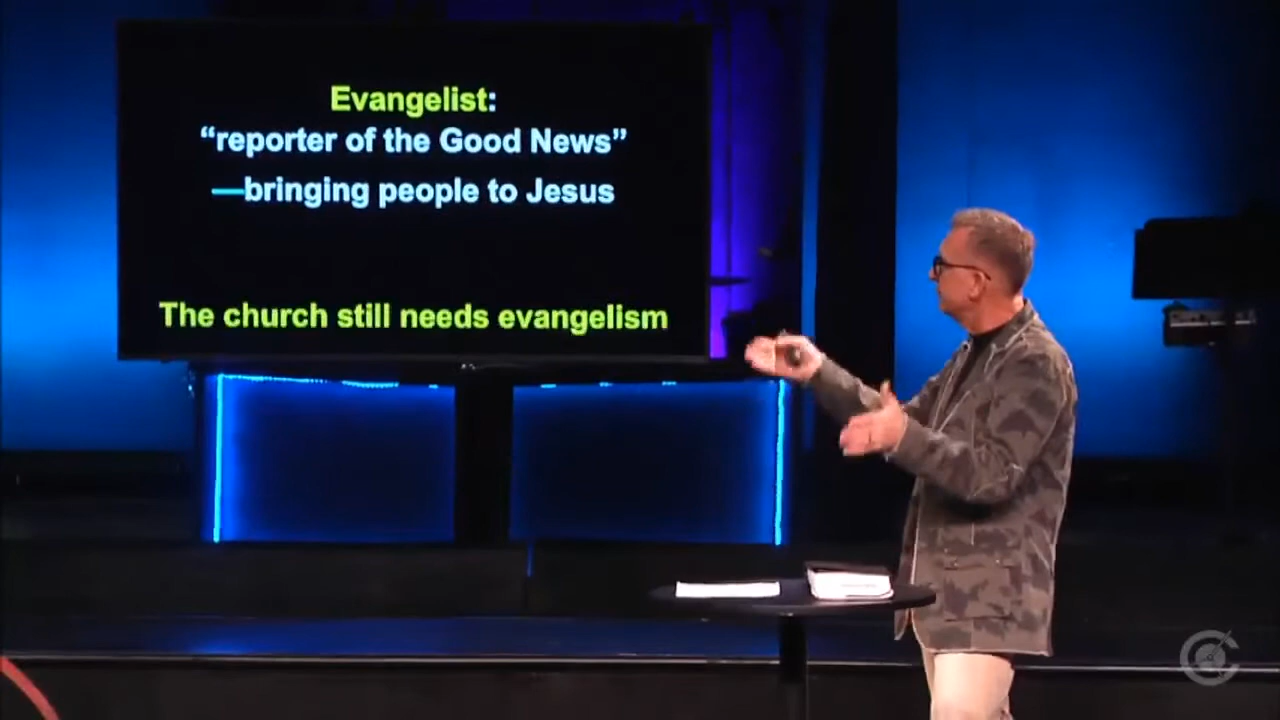 Evangelist:
“reporter of the Good News”
—bringing people to Jesus
The church still needs evangelism